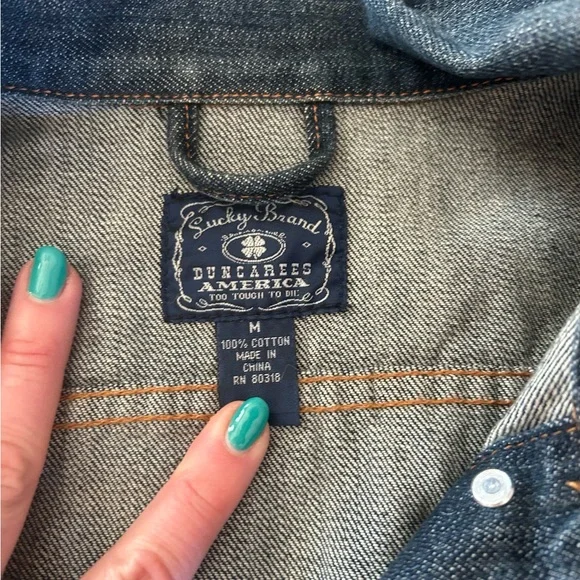 Lucky Brand
DUNGAREES
AMERICA
TOO TOUGH TO DIE
M
100% COTTON
MADE IN
CHINA
RN 80318